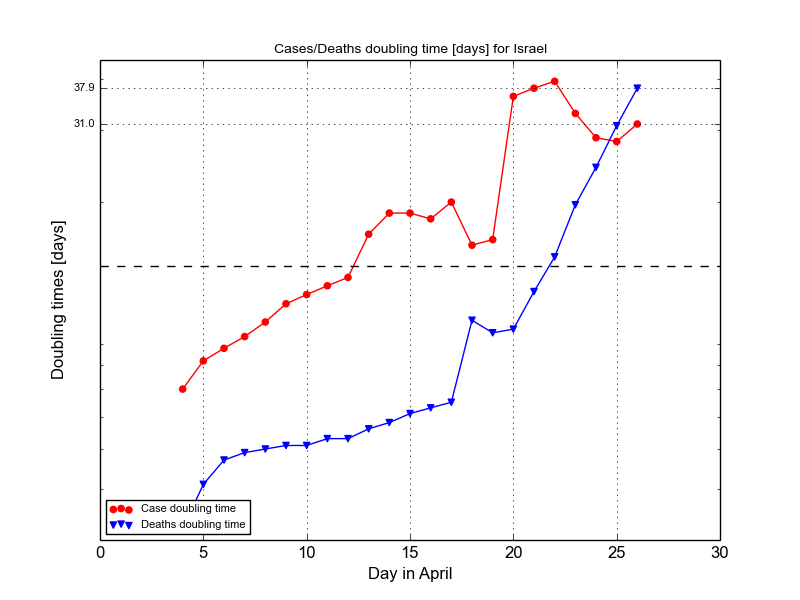 Cases/Deaths doubling time [days] for Israel
37.9
31.0
Doubling times [days]
Case doubling time
Deaths doubling time
0 5 10 15 20 25 30
Day in April